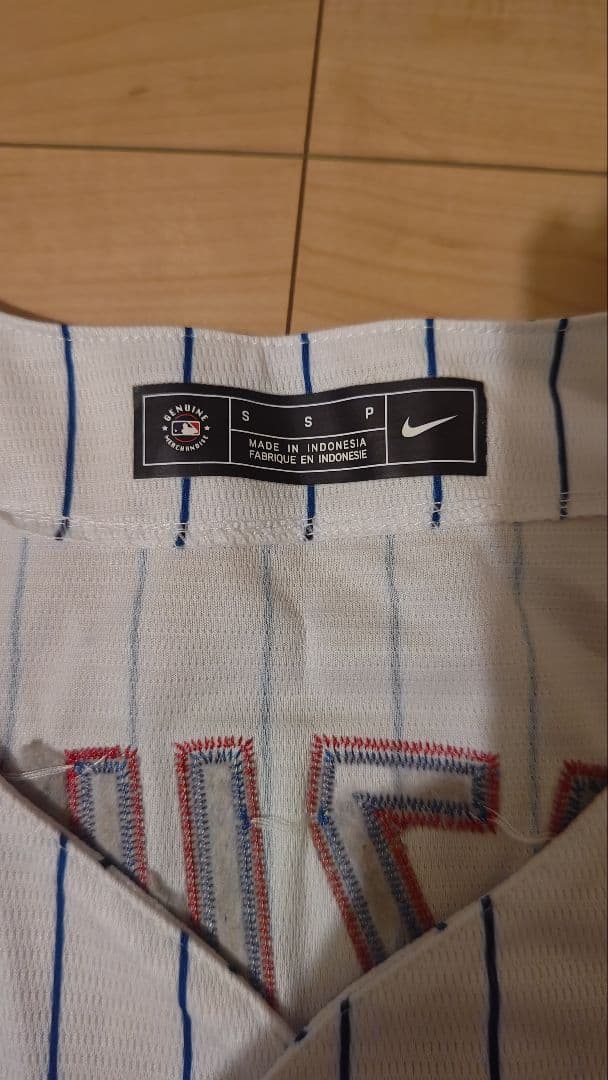 GENUINE
MERCHANDISE
S S P
MADE IN INDONESIA
FABRIQUE EN INDONESIE